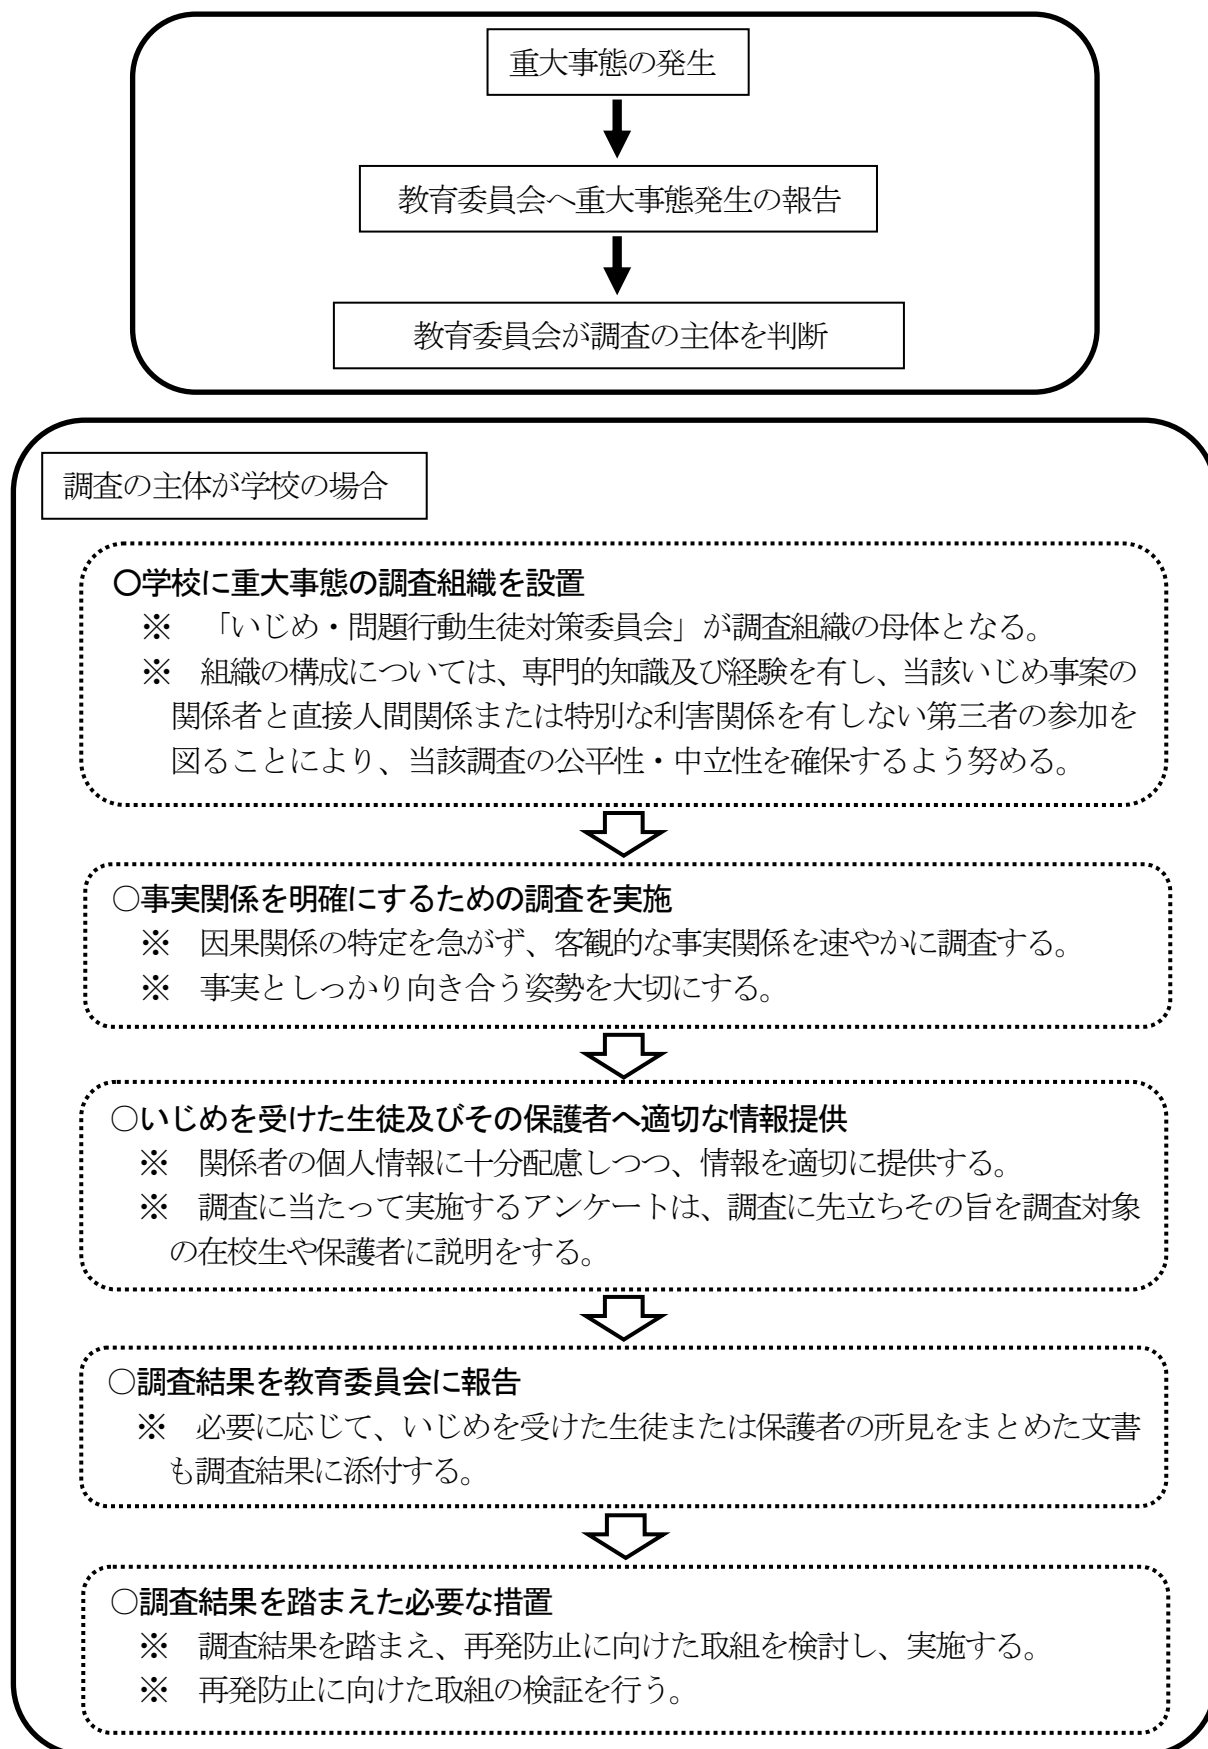 重大事態の発生
教育委員会へ重大事態発生の報告
教育委員会が調査の主体を判断
調査の主体が学校の場合
○学校に重大事態の調査組織を設置
※　「いじめ・問題行動生徒対策委員会」が調査組織の母体となる。
※　組織の構成については、専門的知識及び経験を有し、当該いじめ事案の
関係者と直接人間関係または特別な利害関係を有しない第三者の参加を
図ることにより、当該調査の公平性・中立性を確保するよう努める。
○事実関係を明確にするための調査を実施
※　因果関係の特定を急がず、客観的な事実関係を速やかに調査する。
※　事実としっかり向き合う姿勢を大切にする。
○いじめを受けた生徒及びその保護者へ適切な情報提供
※　関係者の個人情報に十分配慮しつつ、情報を適切に提供する。
※　調査に当たって実施するアンケートは、調査に先立ちその旨を調査対象
の在校生や保護者に説明をする。
○調査結果を教育委員会に報告
※　必要に応じて、いじめを受けた生徒または保護者の所見をまとめた文書
も調査結果に添付する。
○調査結果を踏まえた必要な措置
※　調査結果を踏まえ、再発防止に向けた取組を検討し、実施する。
※　再発防止に向けた取組の検証を行う。